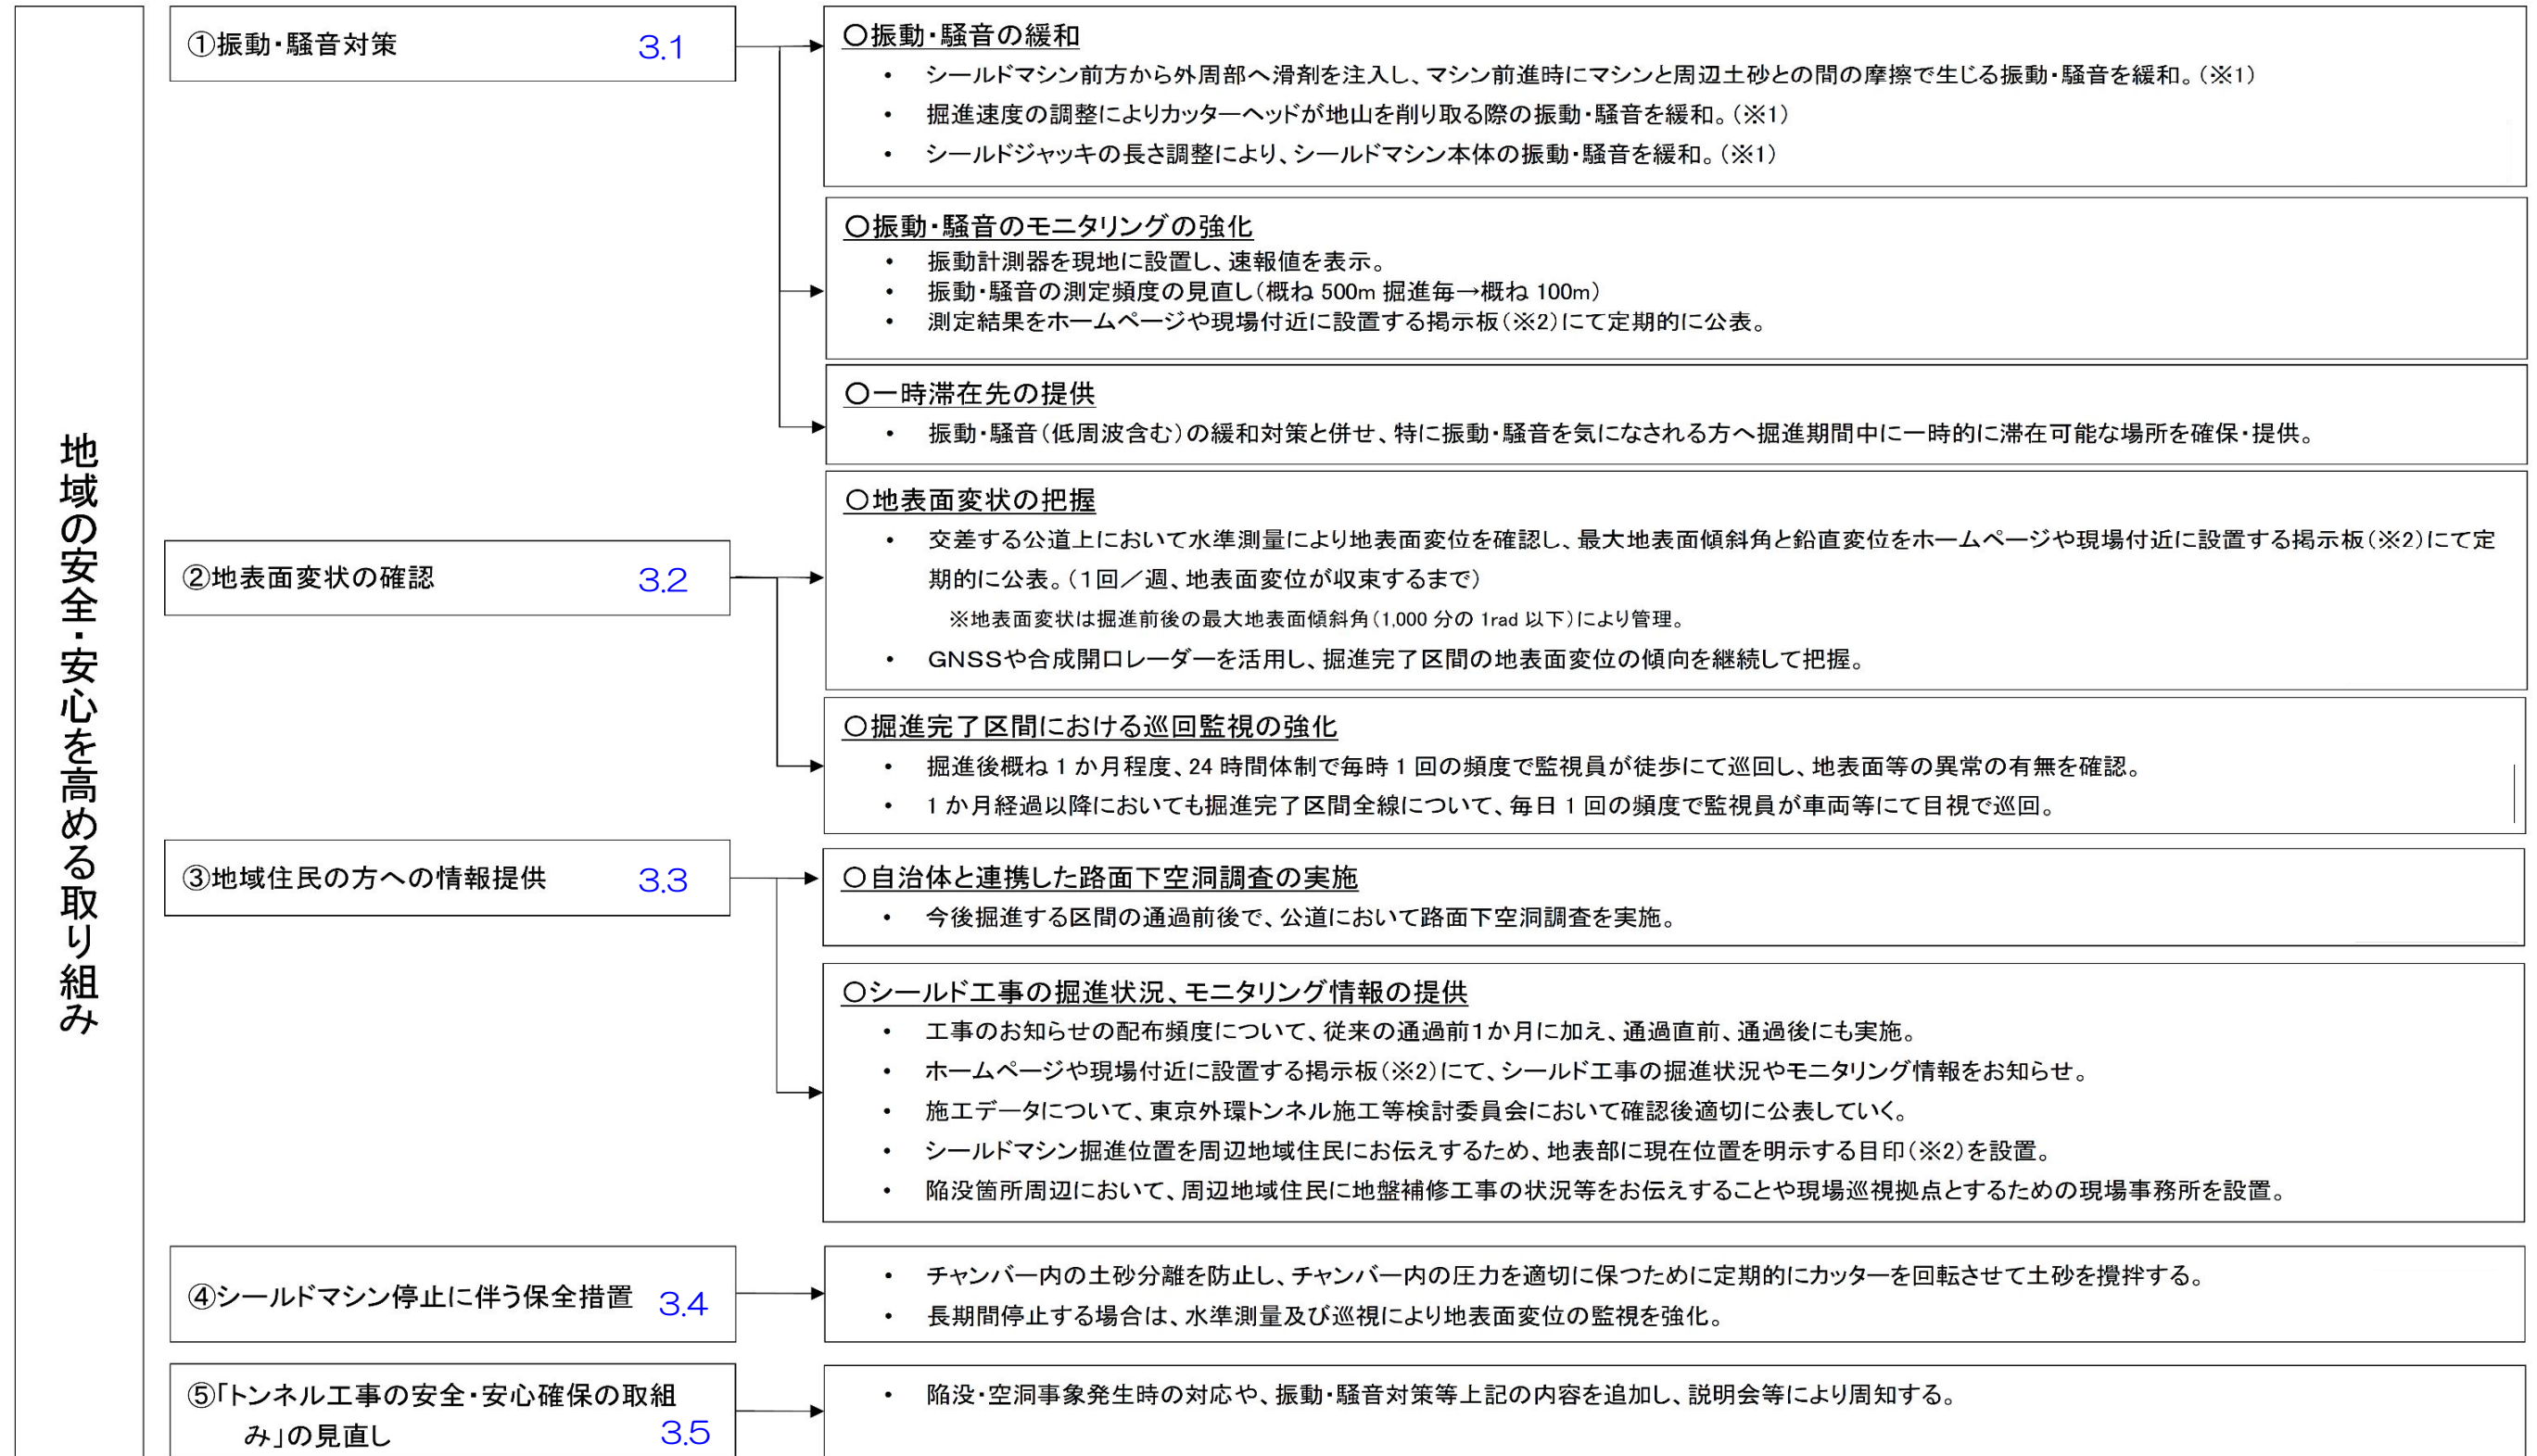 地域の安全・安心を高める取り組み
①振動・騒音対策 3.1
〇振動・騒音の緩和
・ シールドマシン前方から外周部へ滑剤を注入し、マシン前進時にマシンと周辺土砂との間の摩擦で生じる振動・騒音を緩和。(※1)
・ 掘進速度の調整によりカッターヘッドが地山を削り取る際の振動・騒音を緩和。(※1)
・ シールドジャッキの長さ調整により、シールドマシン本体の振動・騒音を緩和。(※1)
〇振動・騒音のモニタリングの強化
・ 振動計測器を現地に設置し、速報値を表示。
・ 振動・騒音の測定頻度の見直し(概ね 500m 掘進毎→概ね 100m)
・ 測定結果をホームページや現場付近に設置する掲示板(※2)にて定期的に公表。
〇一時滞在先の提供
・ 振動・騒音(低周波含む)の緩和対策と併せ、特に振動・騒音を気になされる方へ掘進期間中に一時的に滞在可能な場所を確保・提供。
②地表面変状の確認 3.2
〇地表面変状の把握
・ 交差する公道上において水準測量により地表面変位を確認し、最大地表面傾斜角と鉛直変位をホームページや現場付近に設置する掲示板(※2)にて定
期的に公表。(1回/週、地表面変位が収束するまで)
※地表面変状は掘進前後の最大地表面傾斜角(1,000 分の 1rad 以下)により管理。
・ GNSSや合成開口レーダーを活用し、掘進完了区間の地表面変位の傾向を継続して把握。
〇掘進完了区間における巡回監視の強化
・ 掘進後概ね 1 か月程度、24 時間体制で毎時 1 回の頻度で監視員が徒歩にて巡回し、地表面等の異常の有無を確認。
・ 1 か月経過以降においても掘進完了区間全線について、毎日 1 回の頻度で監視員が車両等にて目視で巡回。
③地域住民の方への情報提供 3.3
〇自治体と連携した路面下空洞調査の実施
・ 今後掘進する区間の通過前後で、公道において路面下空洞調査を実施。
〇シールド工事の掘進状況、モニタリング情報の提供
・ 工事のお知らせの配布頻度について、従来の通過前1か月に加え、通過直前、通過後にも実施。
・ ホームページや現場付近に設置する掲示板(※2)にて、シールド工事の掘進状況やモニタリング情報をお知らせ。
・ 施工データについて、東京外環トンネル施工等検討委員会において確認後適切に公表していく。
・ シールドマシン掘進位置を周辺地域住民にお伝えするため、地表部に現在位置を明示する目印(※2)を設置。
・ 陥没箇所周辺において、周辺地域住民に地盤補修工事の状況等をお伝えすることや現場巡視拠点とするための現場事務所を設置。
④シールドマシン停止に伴う保全措置 3.4
・ チャンバー内の土砂分離を防止し、チャンバー内の圧力を適切に保つために定期的にカッターを回転させて土砂を攪拌する。
・ 長期間停止する場合は、水準測量及び巡視により地表面変位の監視を強化。
⑤「トンネル工事の安全・安心確保の取組
み」の見直し 3.5
・ 陥没・空洞事象発生時の対応や、振動・騒音対策等上記の内容を追加し、説明会等により周知する。